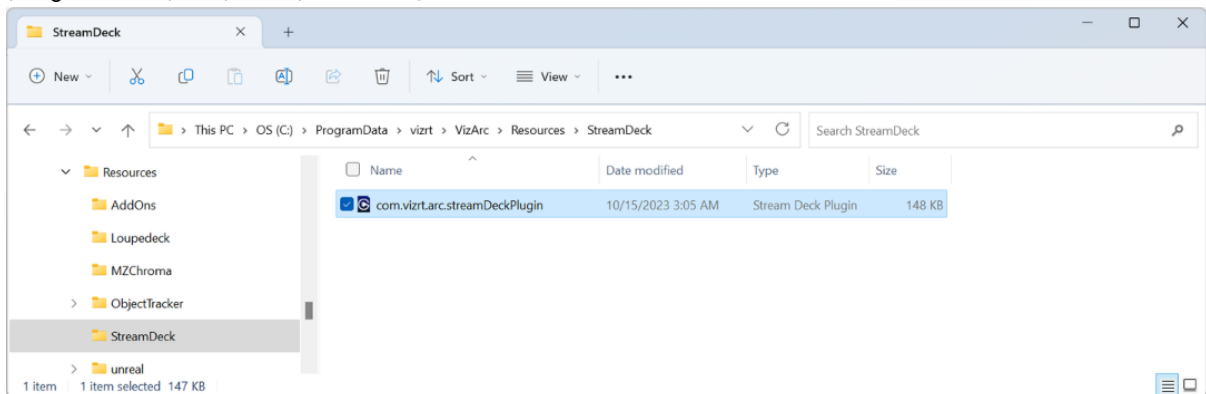 StreamDeck
New
Sort
View
This PC > OS (C:) > ProgramData > vizrt > VizArc > Resources > StreamDeck
Search StreamDeck
Resources
AddOns
Loupedeck
MZChroma
ObjectTracker
StreamDeck
unreal
Name Date modified Type Size
com.vizrt.arc.streamDeckPlugin 10/15/2023 3:05 AM Stream Deck Plugin 148 KB
1 item 1 item selected 147 KB